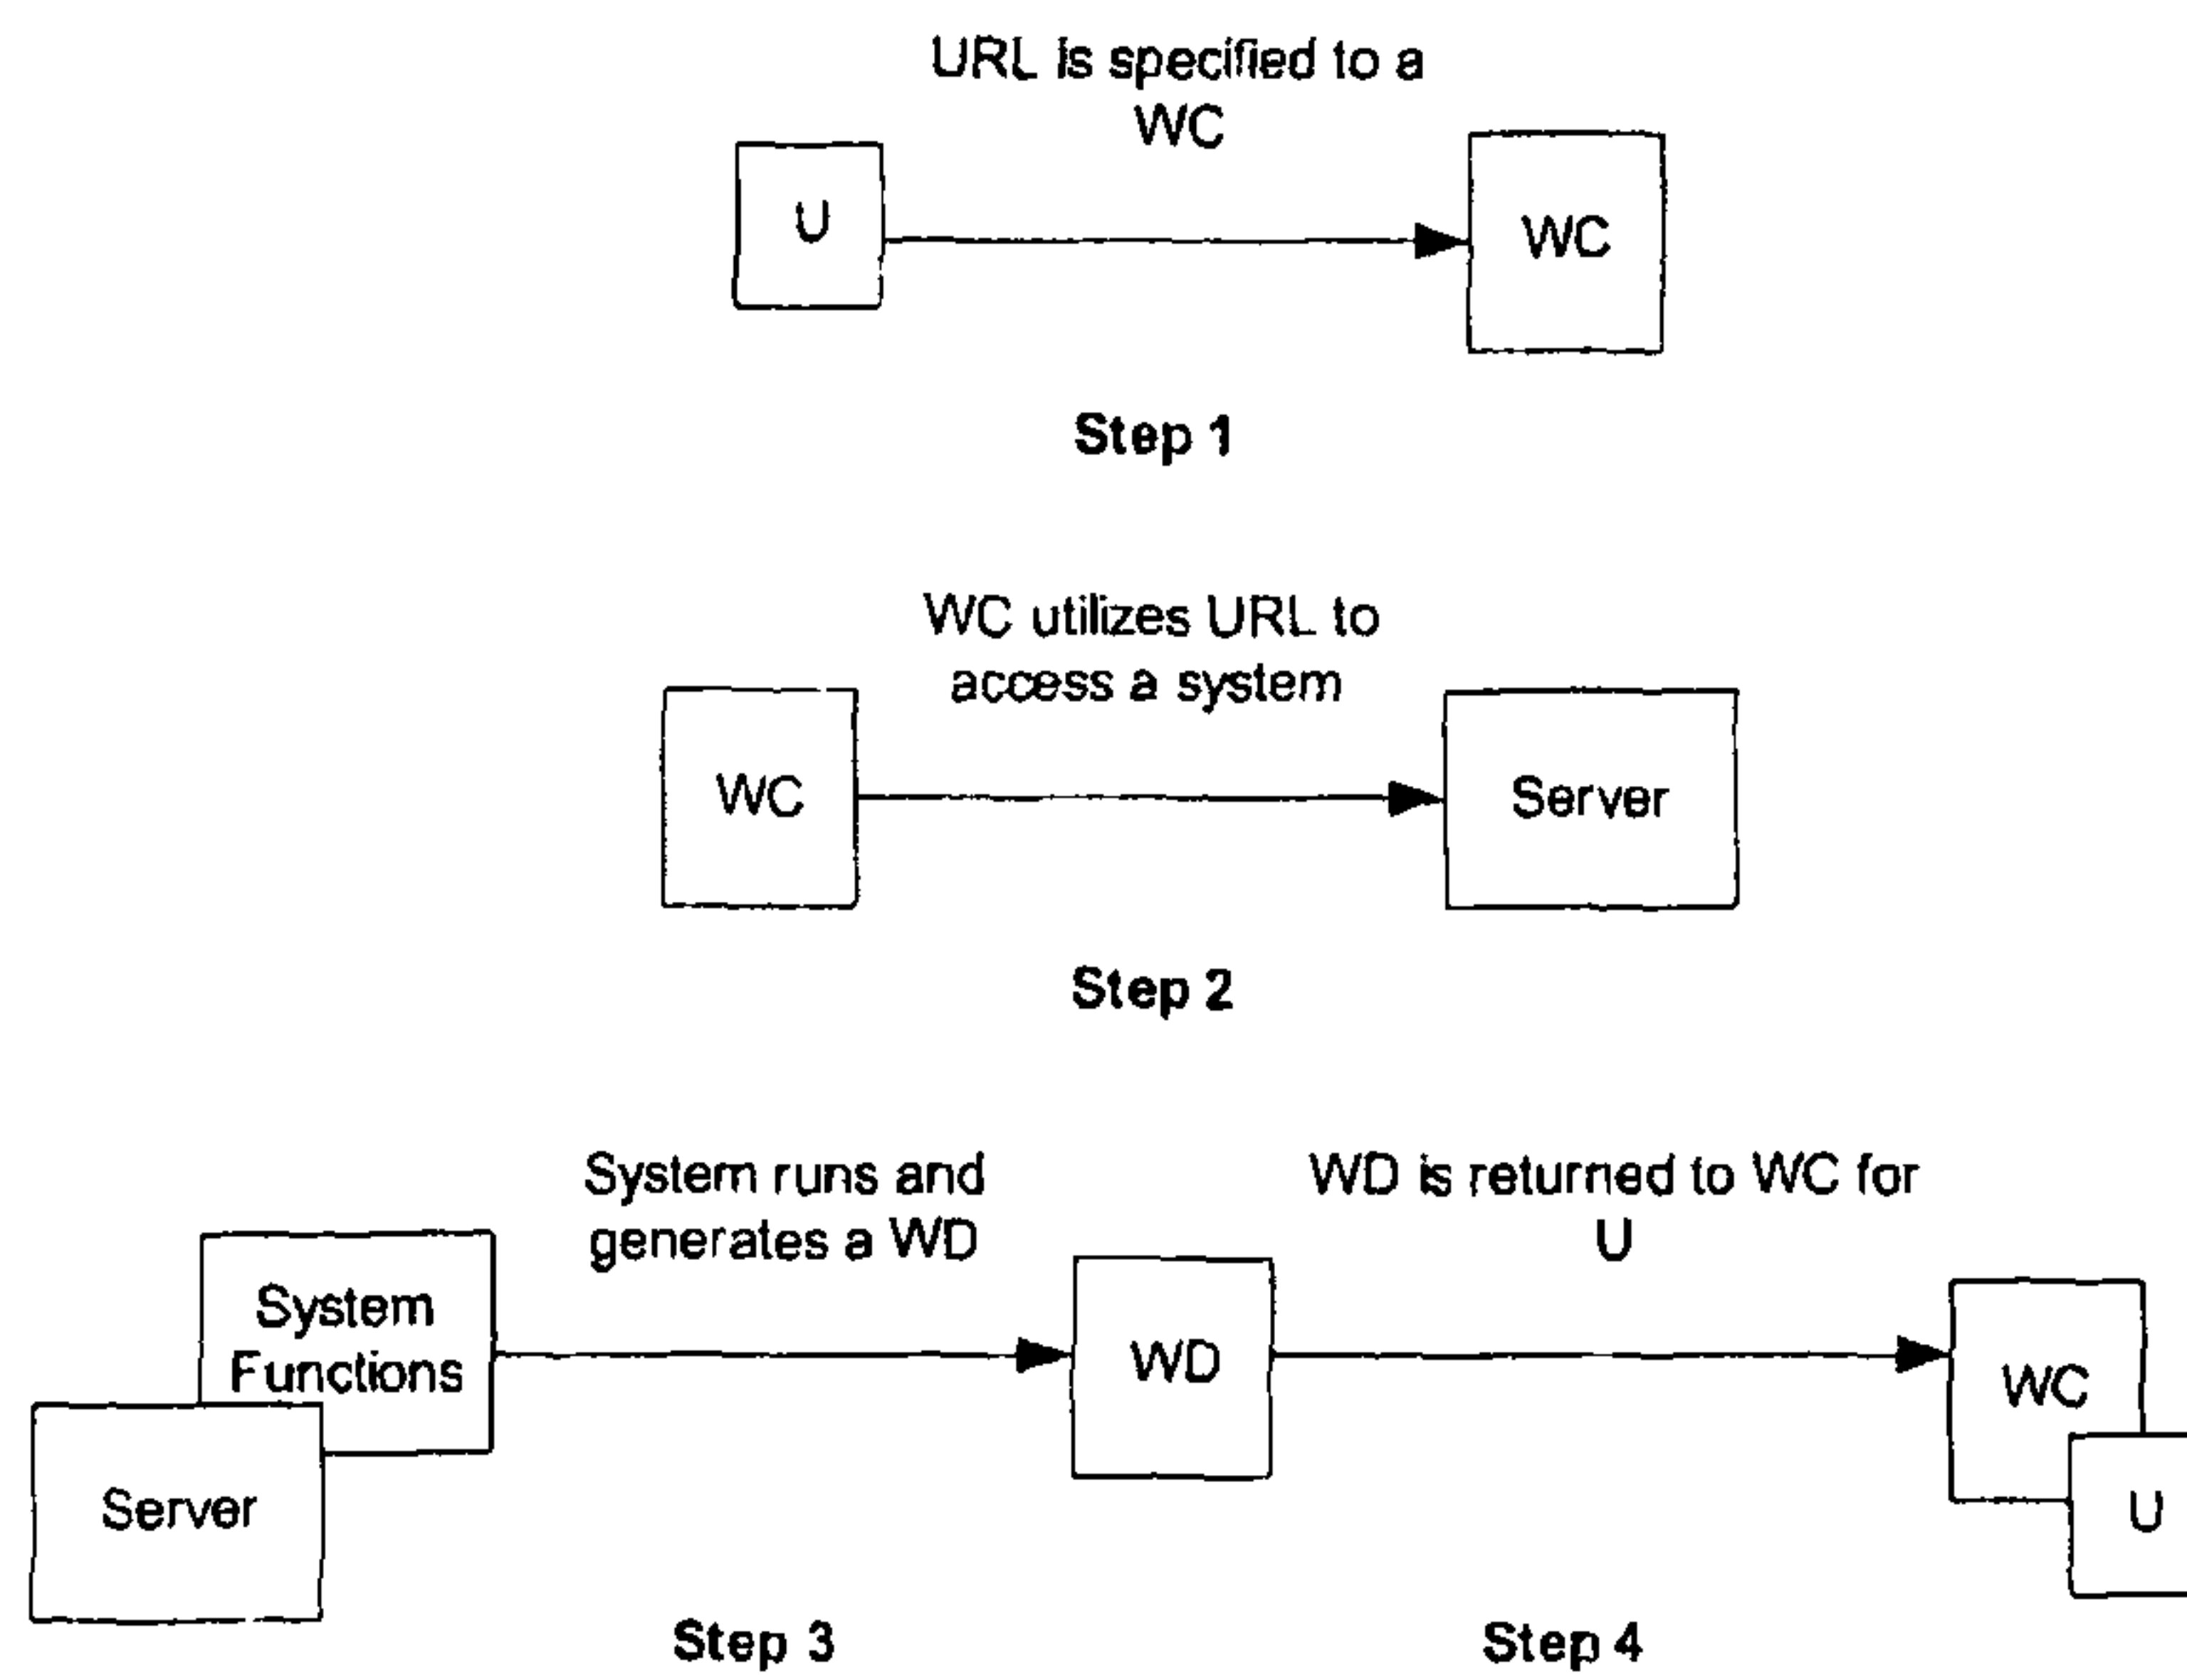 URL is specified to a
WC
U
WC
Step 1
WC utilizes URL to
access a system
WC
Server
Step 2
System runs and
generates a WD
WD is returned to WC for
U
System
Functions
Server
WD
WC
U
Step 3
Step 4